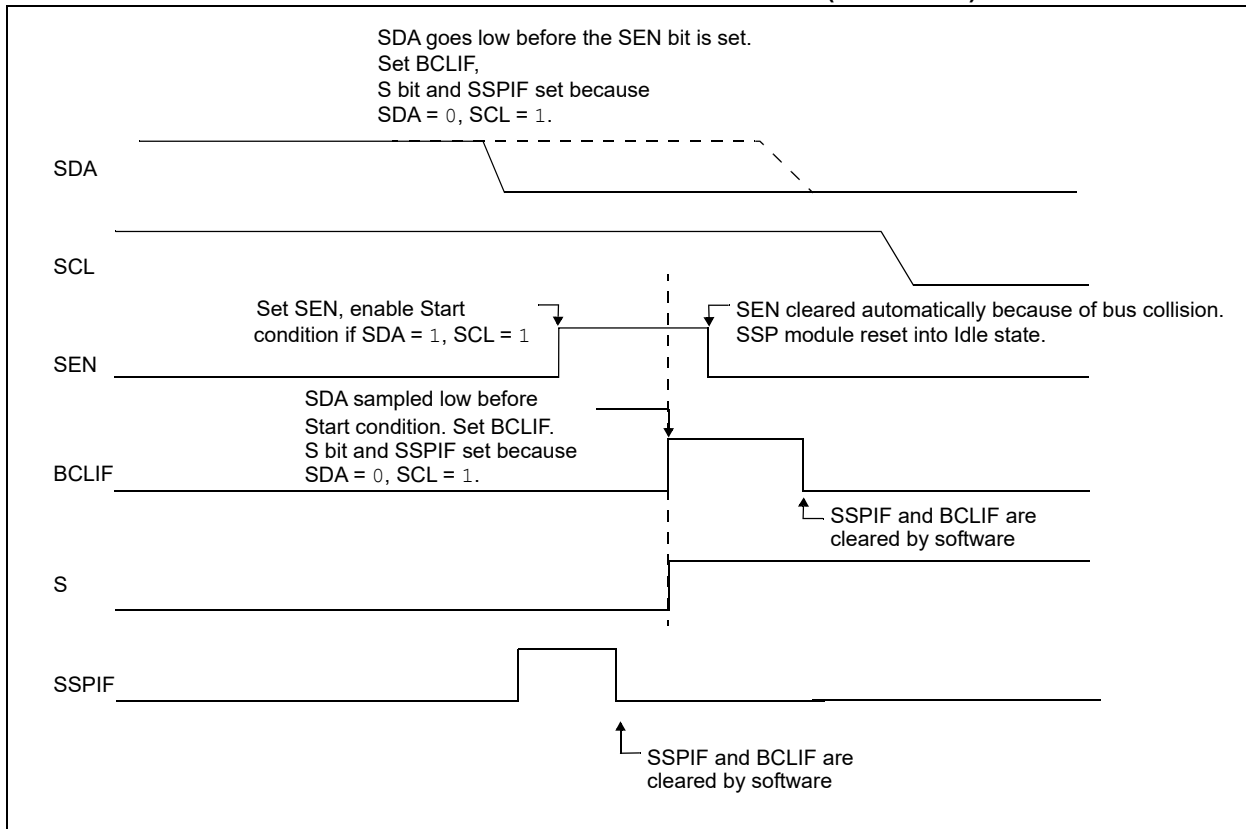 SDA goes low before the SEN bit is set.
Set BCLIF,
S bit and SSPIF set because
SDA = 0, SCL = 1.
SDA
SCL
Set SEN, enable Start
condition if SDA = 1, SCL = 1
SEN cleared automatically because of bus collision.
SSP module reset into Idle state.
SEN
SDA sampled low before
Start condition. Set BCLIF.
S bit and SSPIF set because
SDA = 0, SCL = 1.
BCLIF
SSPIF and BCLIF are
cleared by software
S
SSPIF
SSPIF and BCLIF are
cleared by software